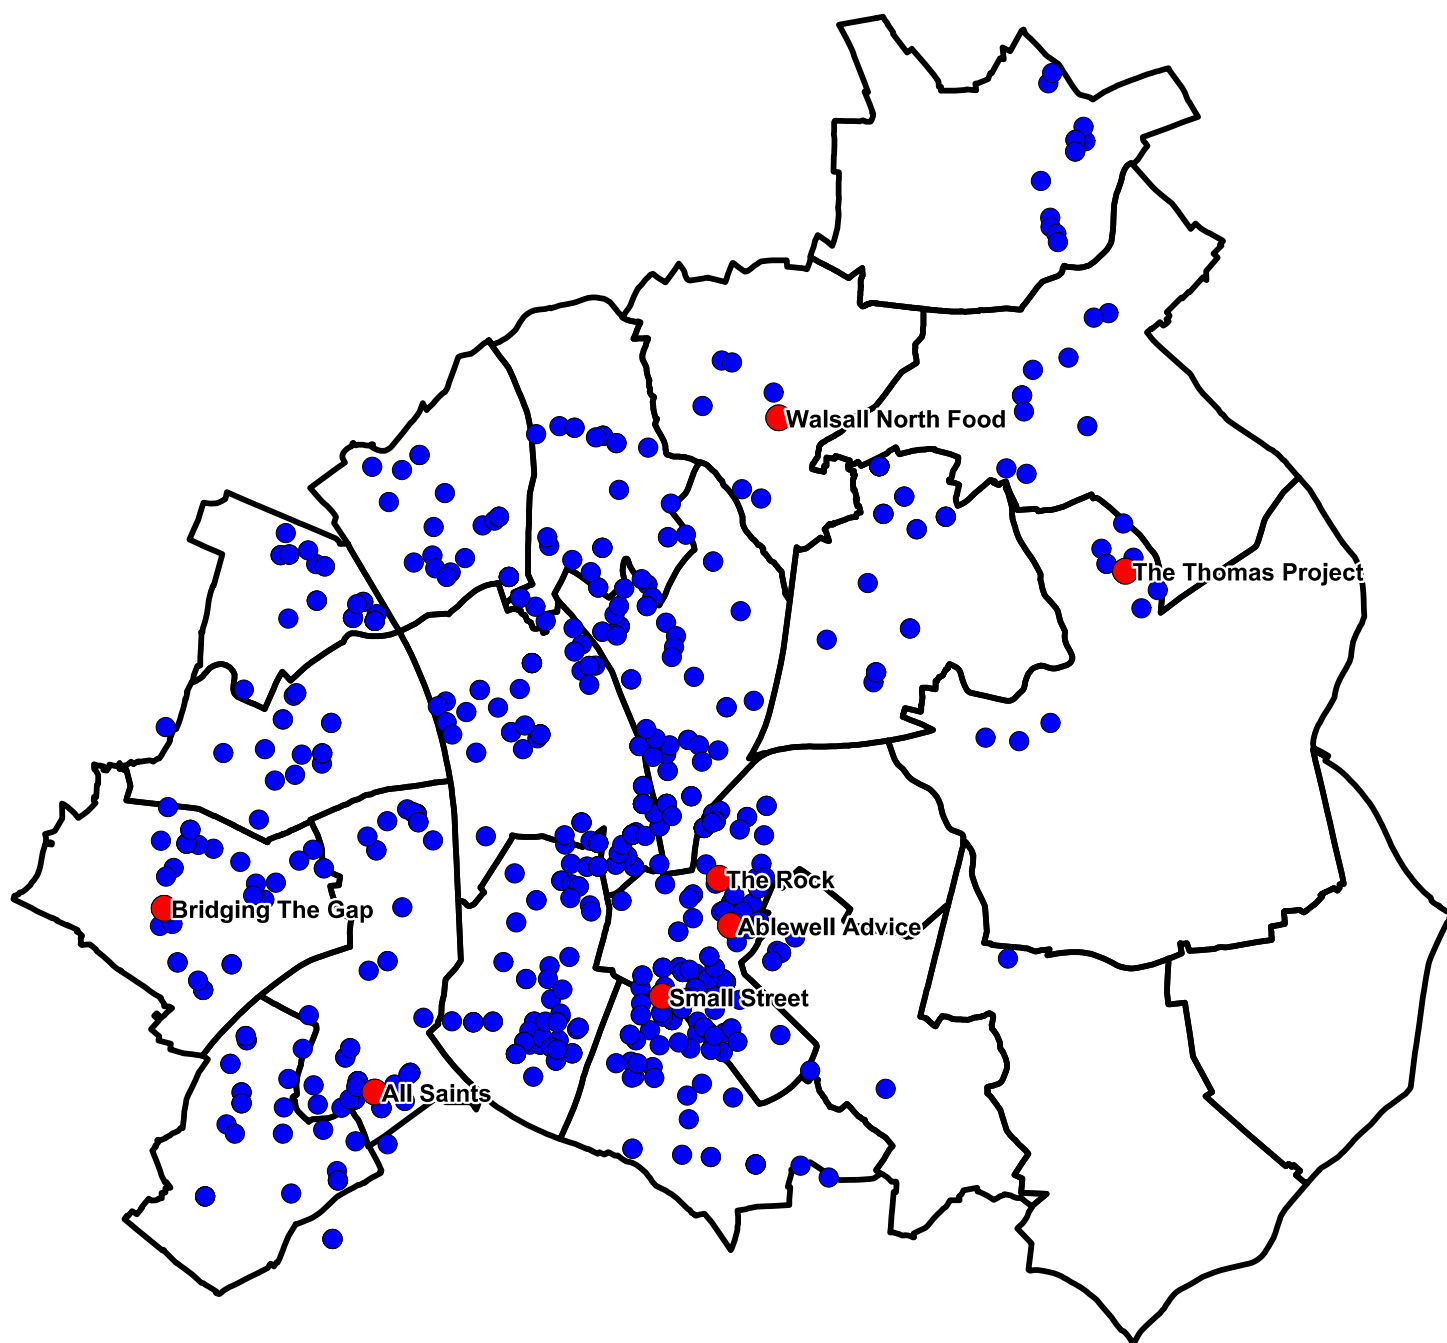 Walsall North Food
The Thomas Project
The Rock
Bridging The Gap
Ablewell Advice
Small Street
All Saints